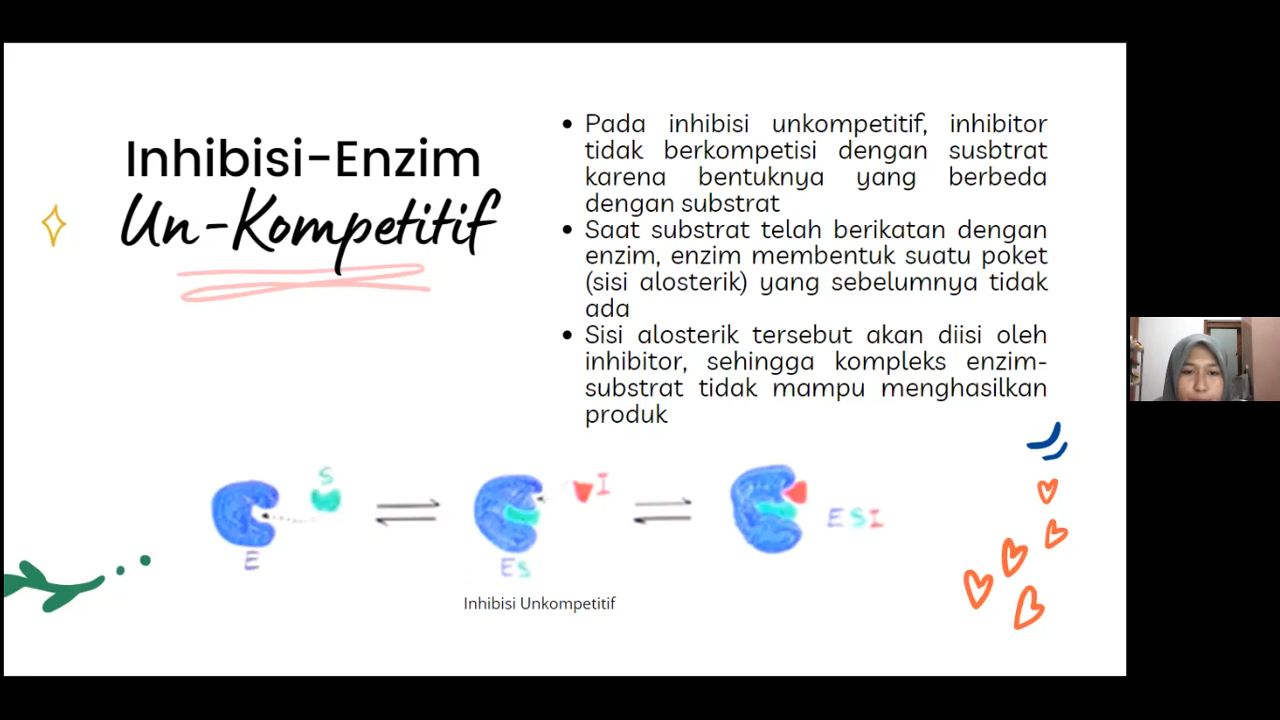 Inhibisi-Enzim
Un-Kompetitif
Pada inhibisi unkompetitif, inhibitor
tidak berkompetisi dengan susbtrat
karena bentuknya yang berbeda
dengan substrat
Saat substrat telah berikatan dengan
enzim, enzim membentuk suatu poket
(sisi alosterik) yang sebelumnya tidak
ada
Sisi alosterik tersebut akan diisi oleh
inhibitor, sehingga kompleks enzim-
substrat tidak mampu menghasilkan
produk
S
E
I
ES
ESI
Inhibisi Unkompetitif